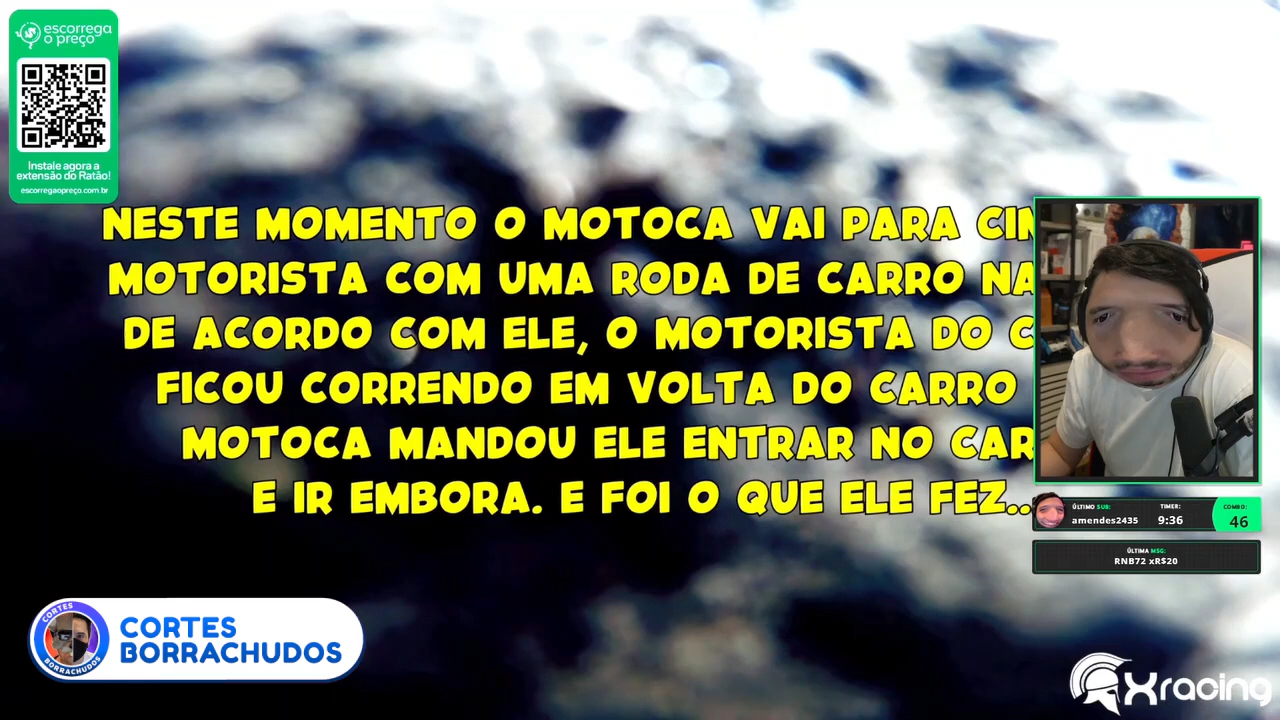 escorrega
o preço
Instale agora a
extensão do Ratão!
escorregaopreço.com.br
NESTE MOMENTO O MOTOCA VAI PARA
MOTORISTA COM UMA RODA DE CARRO NA
DE ACORDO COM ELE, O MOTORISTA DO
FICOU CORRENDO EM VOLTA DO CARRO
MOTOCA MANDOU ELE ENTRAR NO
E IR EMBORA. E FOI O QUE ELE FEZ..
ÚLTIMO SUB:
amendes2435
TIMER:
9:36
COMBO:
46
ÚLTIMA MSG:
RNB72 xR$20
CORTES
BORRACHUDOS
CORTES
BORRACHUDOS
Xracing